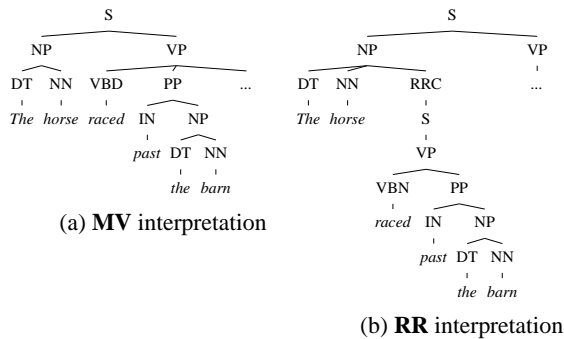 S
NP VP
DT NN VBD PP ...
The horse raced IN NP
past DT NN
the barn
(a) MV interpretation
S
NP VP
DT NN RRC ...
The horse S
VP
VBN PP
raced IN NP
past DT NN
the barn
(b) RR interpretation